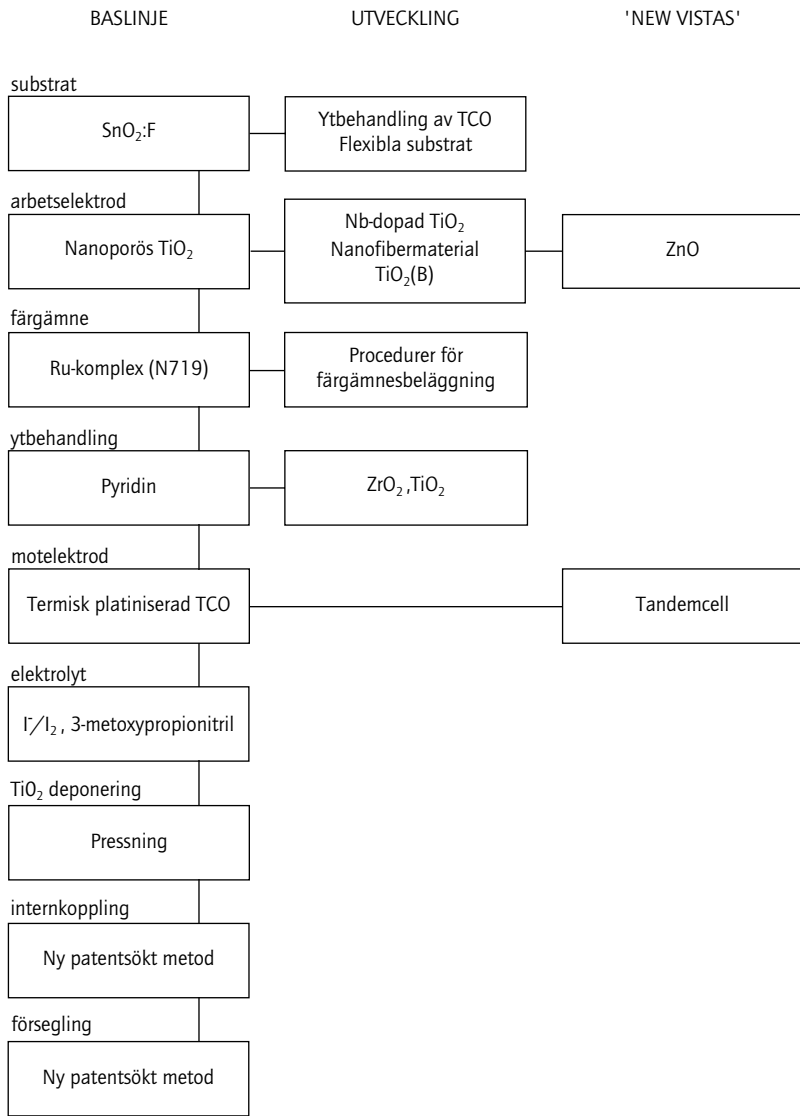 BASLINJE UTVECKLING 'NEW VISTAS'
substrat
SnO₂:F
Ytbehandling av TCO
Flexibla substrat
arbetselektrod
Nanoporös TiO₂
Nb-dopad TiO₂
Nanofibermaterial
TiO₂(B)
ZnO
färgämne
Ru-komplex (N719)
Procedurer för
färgämnesbeläggning
ytbehandling
Pyridin
ZrO₂ ,TiO₂
motelektrod
Termisk platiniserad TCO
Tandemcell
elektrolyt
I⁻/I₂ , 3-metoxypropionitril
TiO₂ deponering
Pressning
internkoppling
Ny patentsökt metod
försegling
Ny patentsökt metod